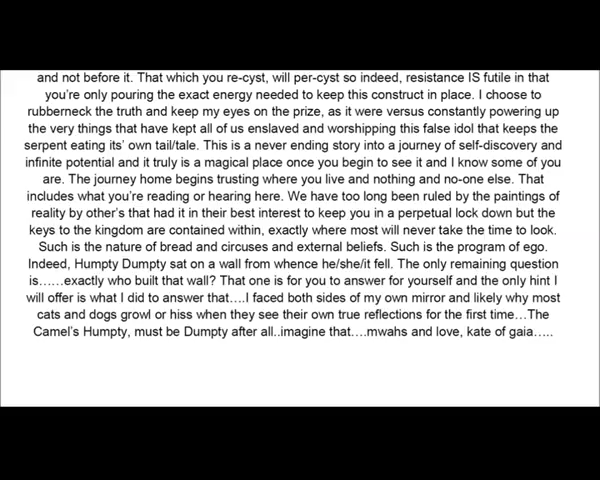 and not before it. That which you re-cyst, will per-cyst so indeed, resistance IS futile in that
you're only pouring the exact energy needed to keep this construct in place. I choose to
rubberneck the truth and keep my eyes on the prize, as it were versus constantly powering up
the very things that have kept all of us enslaved and worshipping this false idol that keeps the
serpent eating its' own tail/tale. This is a never ending story into a journey of self-discovery and
infinite potential and it truly is a magical place once you begin to see it and I know some of you
are. The journey home begins trusting where you live and nothing and no-one else. That
includes what you're reading or hearing here. We have too long been ruled by the paintings of
reality by other's that had it in their best interest to keep you in a perpetual lock down but the
keys to the kingdom are contained within, exactly where most will never take the time to look.
Such is the nature of bread and circuses and external beliefs. Such is the program of ego.
Indeed, Humpty Dumpty sat on a wall from whence he/she/it fell. The only remaining question
is……exactly who built that wall? That one is for you to answer for yourself and the only hint I
will offer is what I did to answer that….I faced both sides of my own mirror and likely why most
cats and dogs growl or hiss when they see their own true reflections for the first time…The
Camel's Humpty, must be Dumpty after all..imagine that….mwahs and love, kate of gaia…..